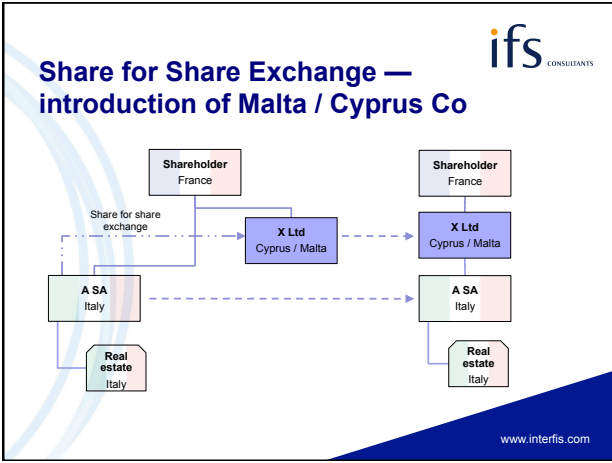 ifs CONSULTANTS
Share for Share Exchange —
introduction of Malta / Cyprus Co
Shareholder
France
Share for share
exchange
X Ltd
Cyprus / Malta
A SA
Italy
Real
estate
Italy
Shareholder
France
X Ltd
Cyprus / Malta
A SA
Italy
Real
estate
Italy
www.interfis.com